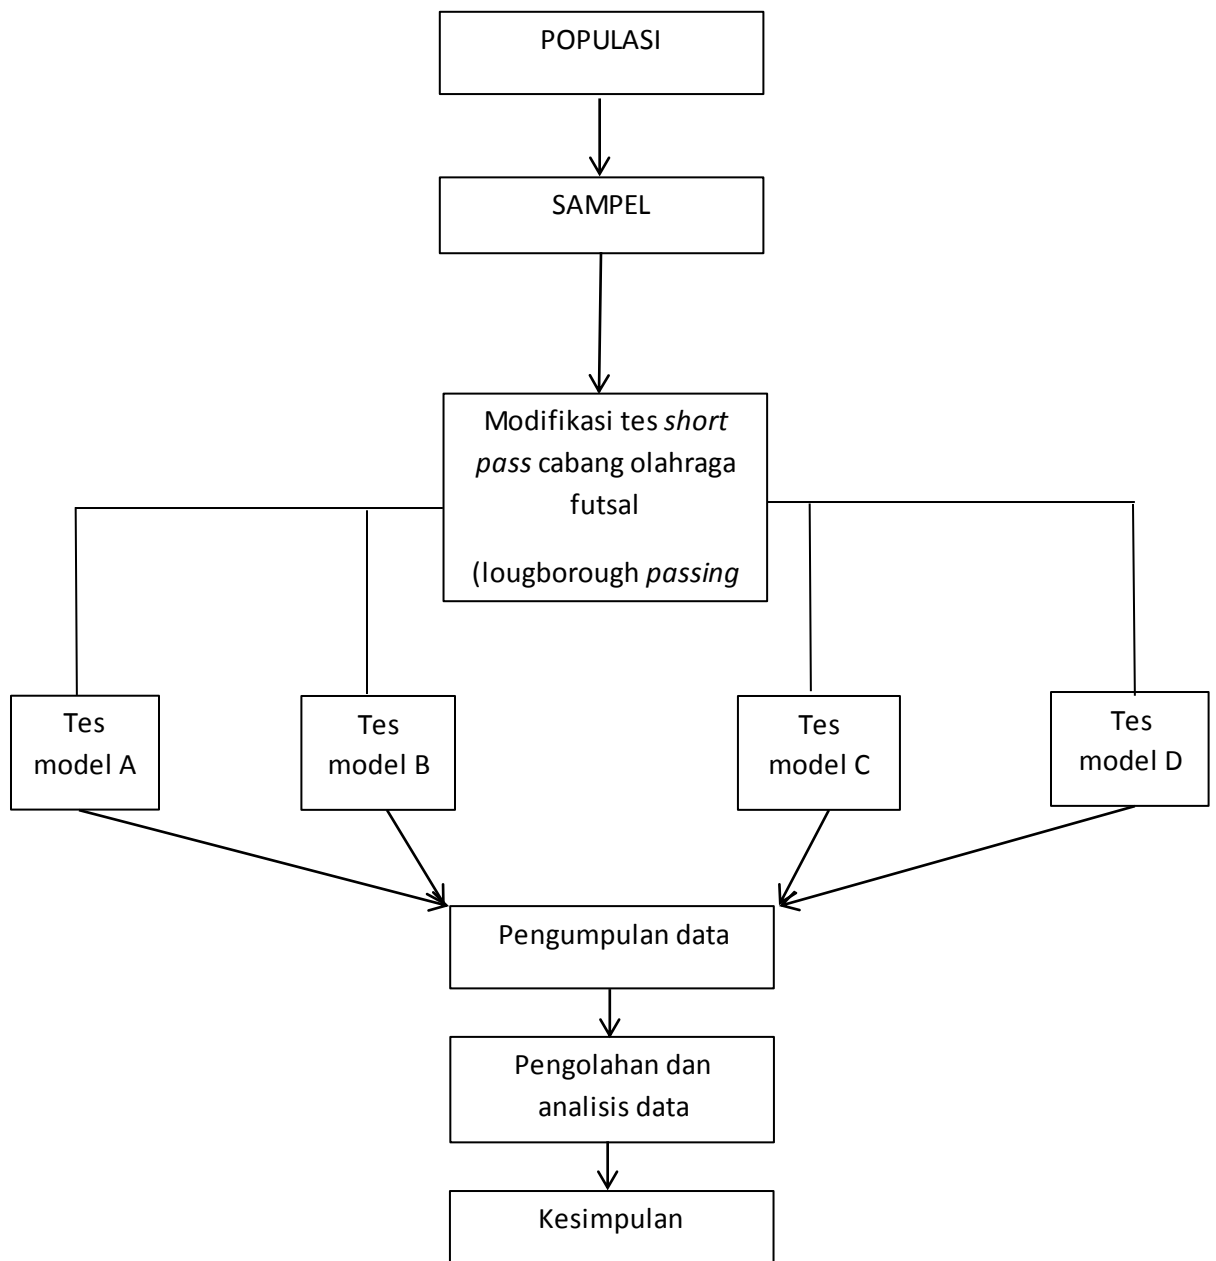 POPULASI
SAMPEL
Modifikasi tes short
pass cabang olahraga
futsal
(lougborough passing
Tes
model A
Tes
model B
Tes
model C
Tes
model D
Pengumpulan data
Pengolahan dan
analisis data
Kesimpulan